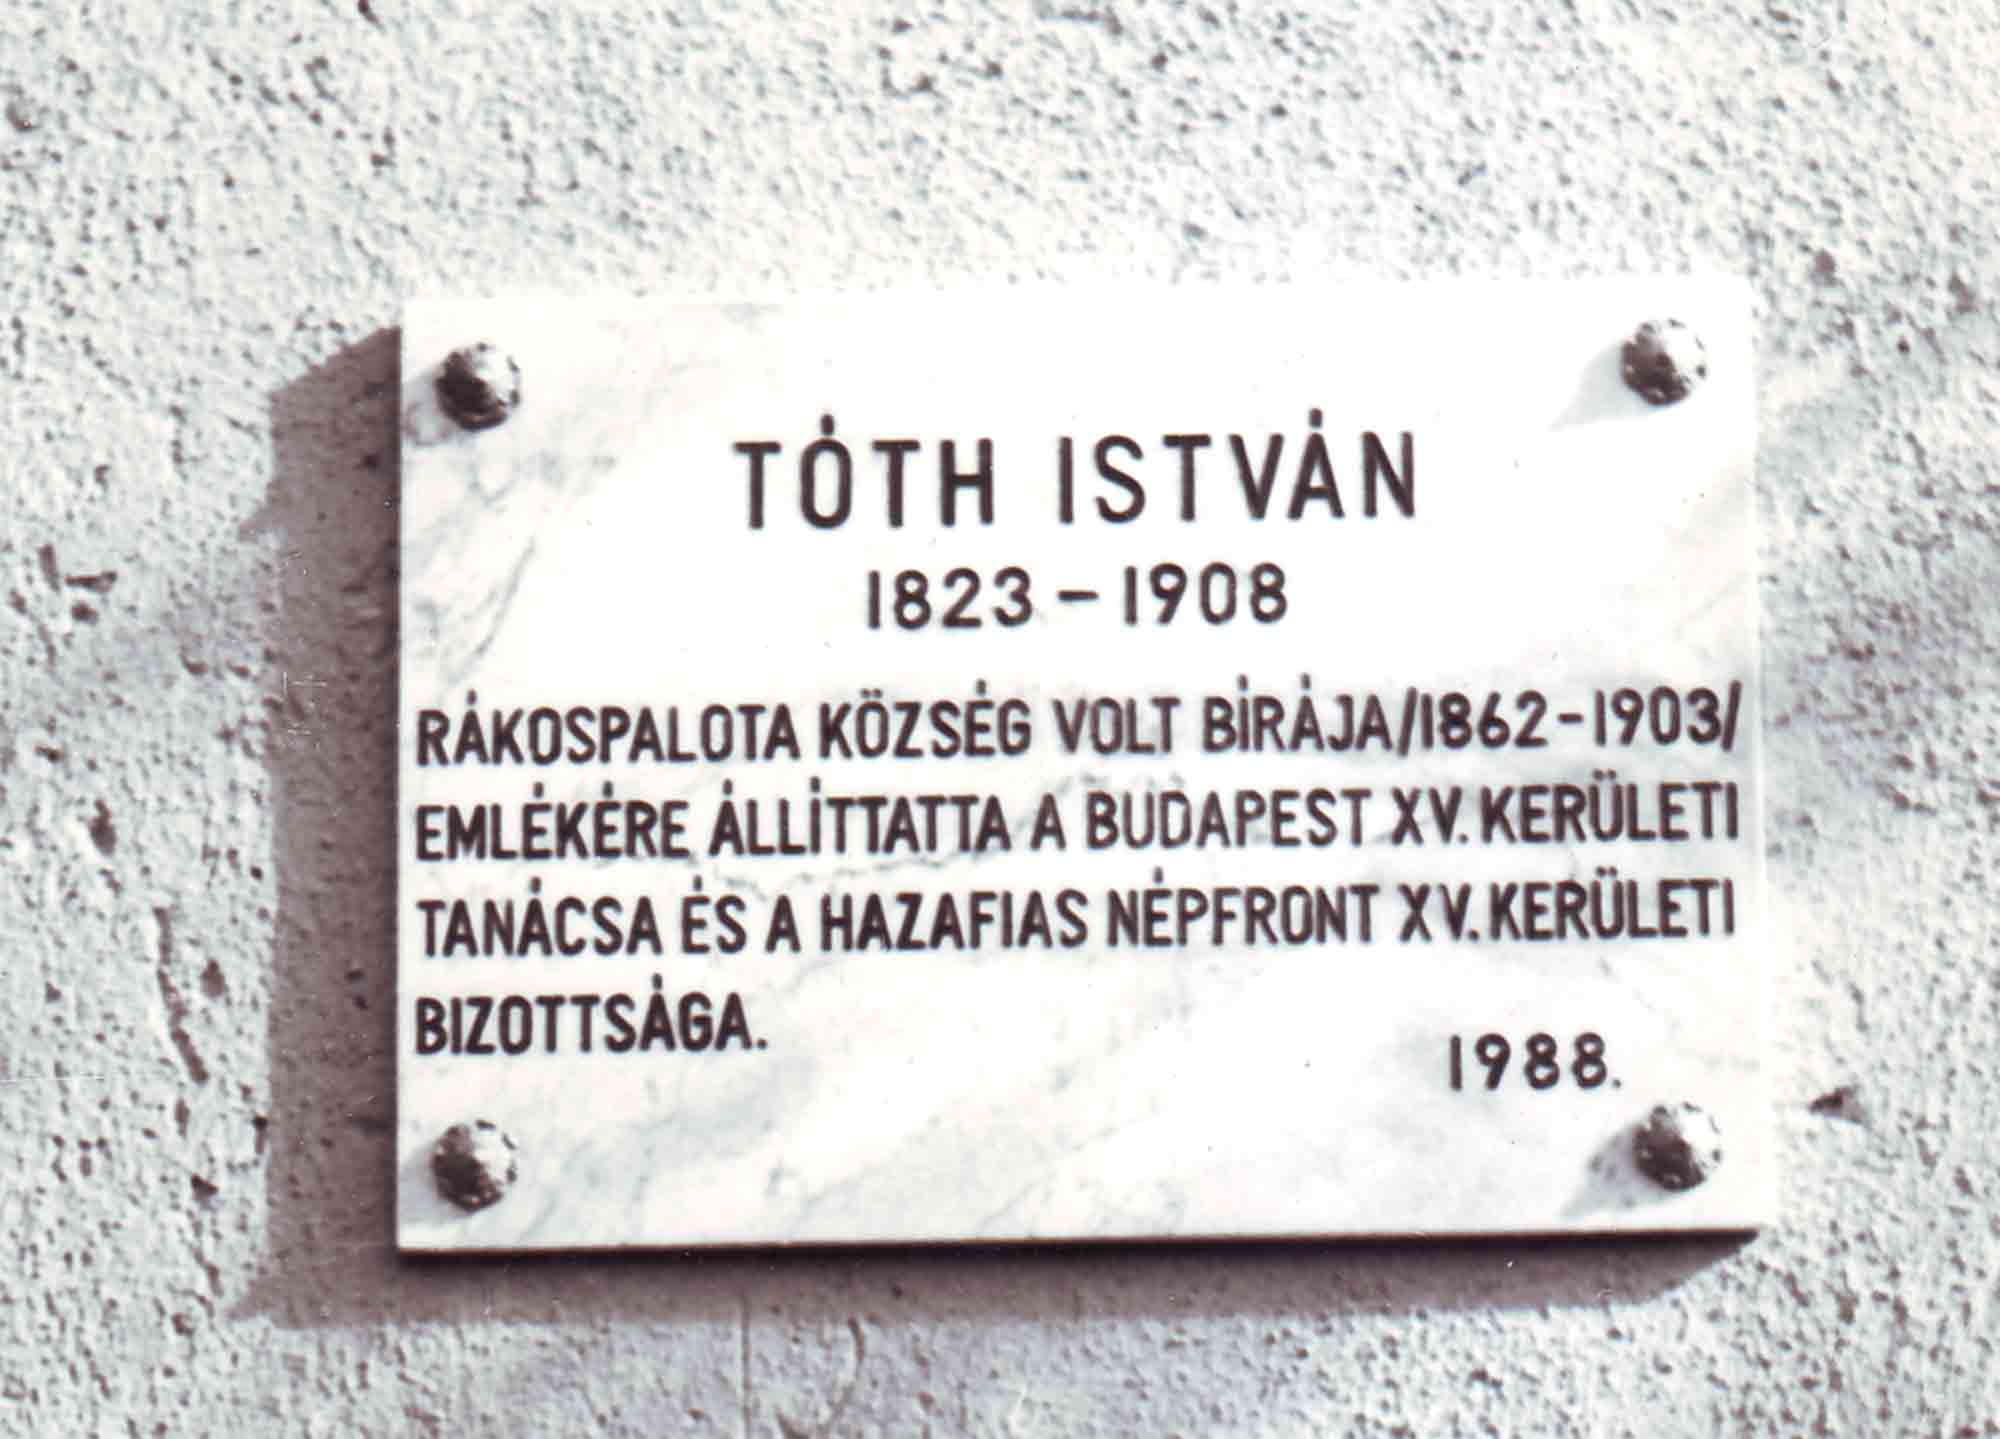 TÓTH ISTVÁN
1823-1908
RÁKOSPALOTA KÖZSÉG VOLT BÍRÁJA/1862-1903/
EMLÉKÉRE ÁLLÍTTATTA A BUDAPEST XV. KERÜLETI
TANÁCSA ÉS A HAZAFIAS NÉPFRONT XV. KERÜLETI
BIZOTTSÁGA.
1988.